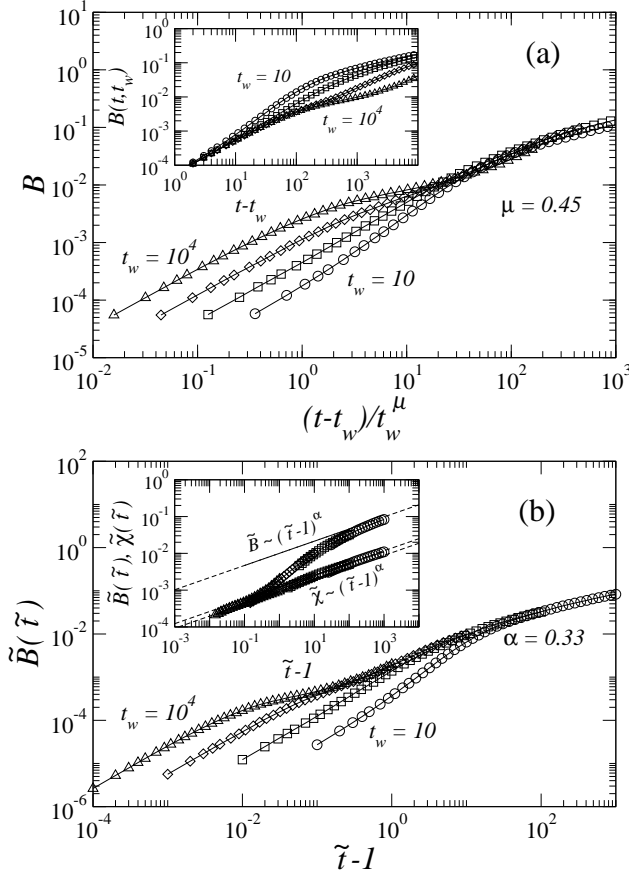 (a)
10^2
10^1
10^0
10^-1
10^-2
10^-3
10^-4
10^-5
B
10^0
10^-1
10^-2
10^-3
10^-4
B(t,t_w)
t_w = 10
t_w = 10^4
10^0 10^1 10^2 10^3
t-t_w
μ = 0.45
t_w = 10^4
t_w = 10
10^-2 10^-1 10^0 10^1 10^2 10^3
(t-t_w)/t_w^μ
(b)
10^2
10^0
10^-2
10^-4
10^-6
B̃(t̃)
10^0
10^-1
10^-2
10^-3
10^-4
B̃(t̃), χ̃(t̃)
B̃ ~ (t̃-1)^α
χ̃ ~ (t̃-1)^α
10^-3 10^-1 10^1 10^3
t̃-1
α = 0.33
t_w = 10^4
t_w = 10
10^-4 10^-2 10^0 10^2
t̃-1